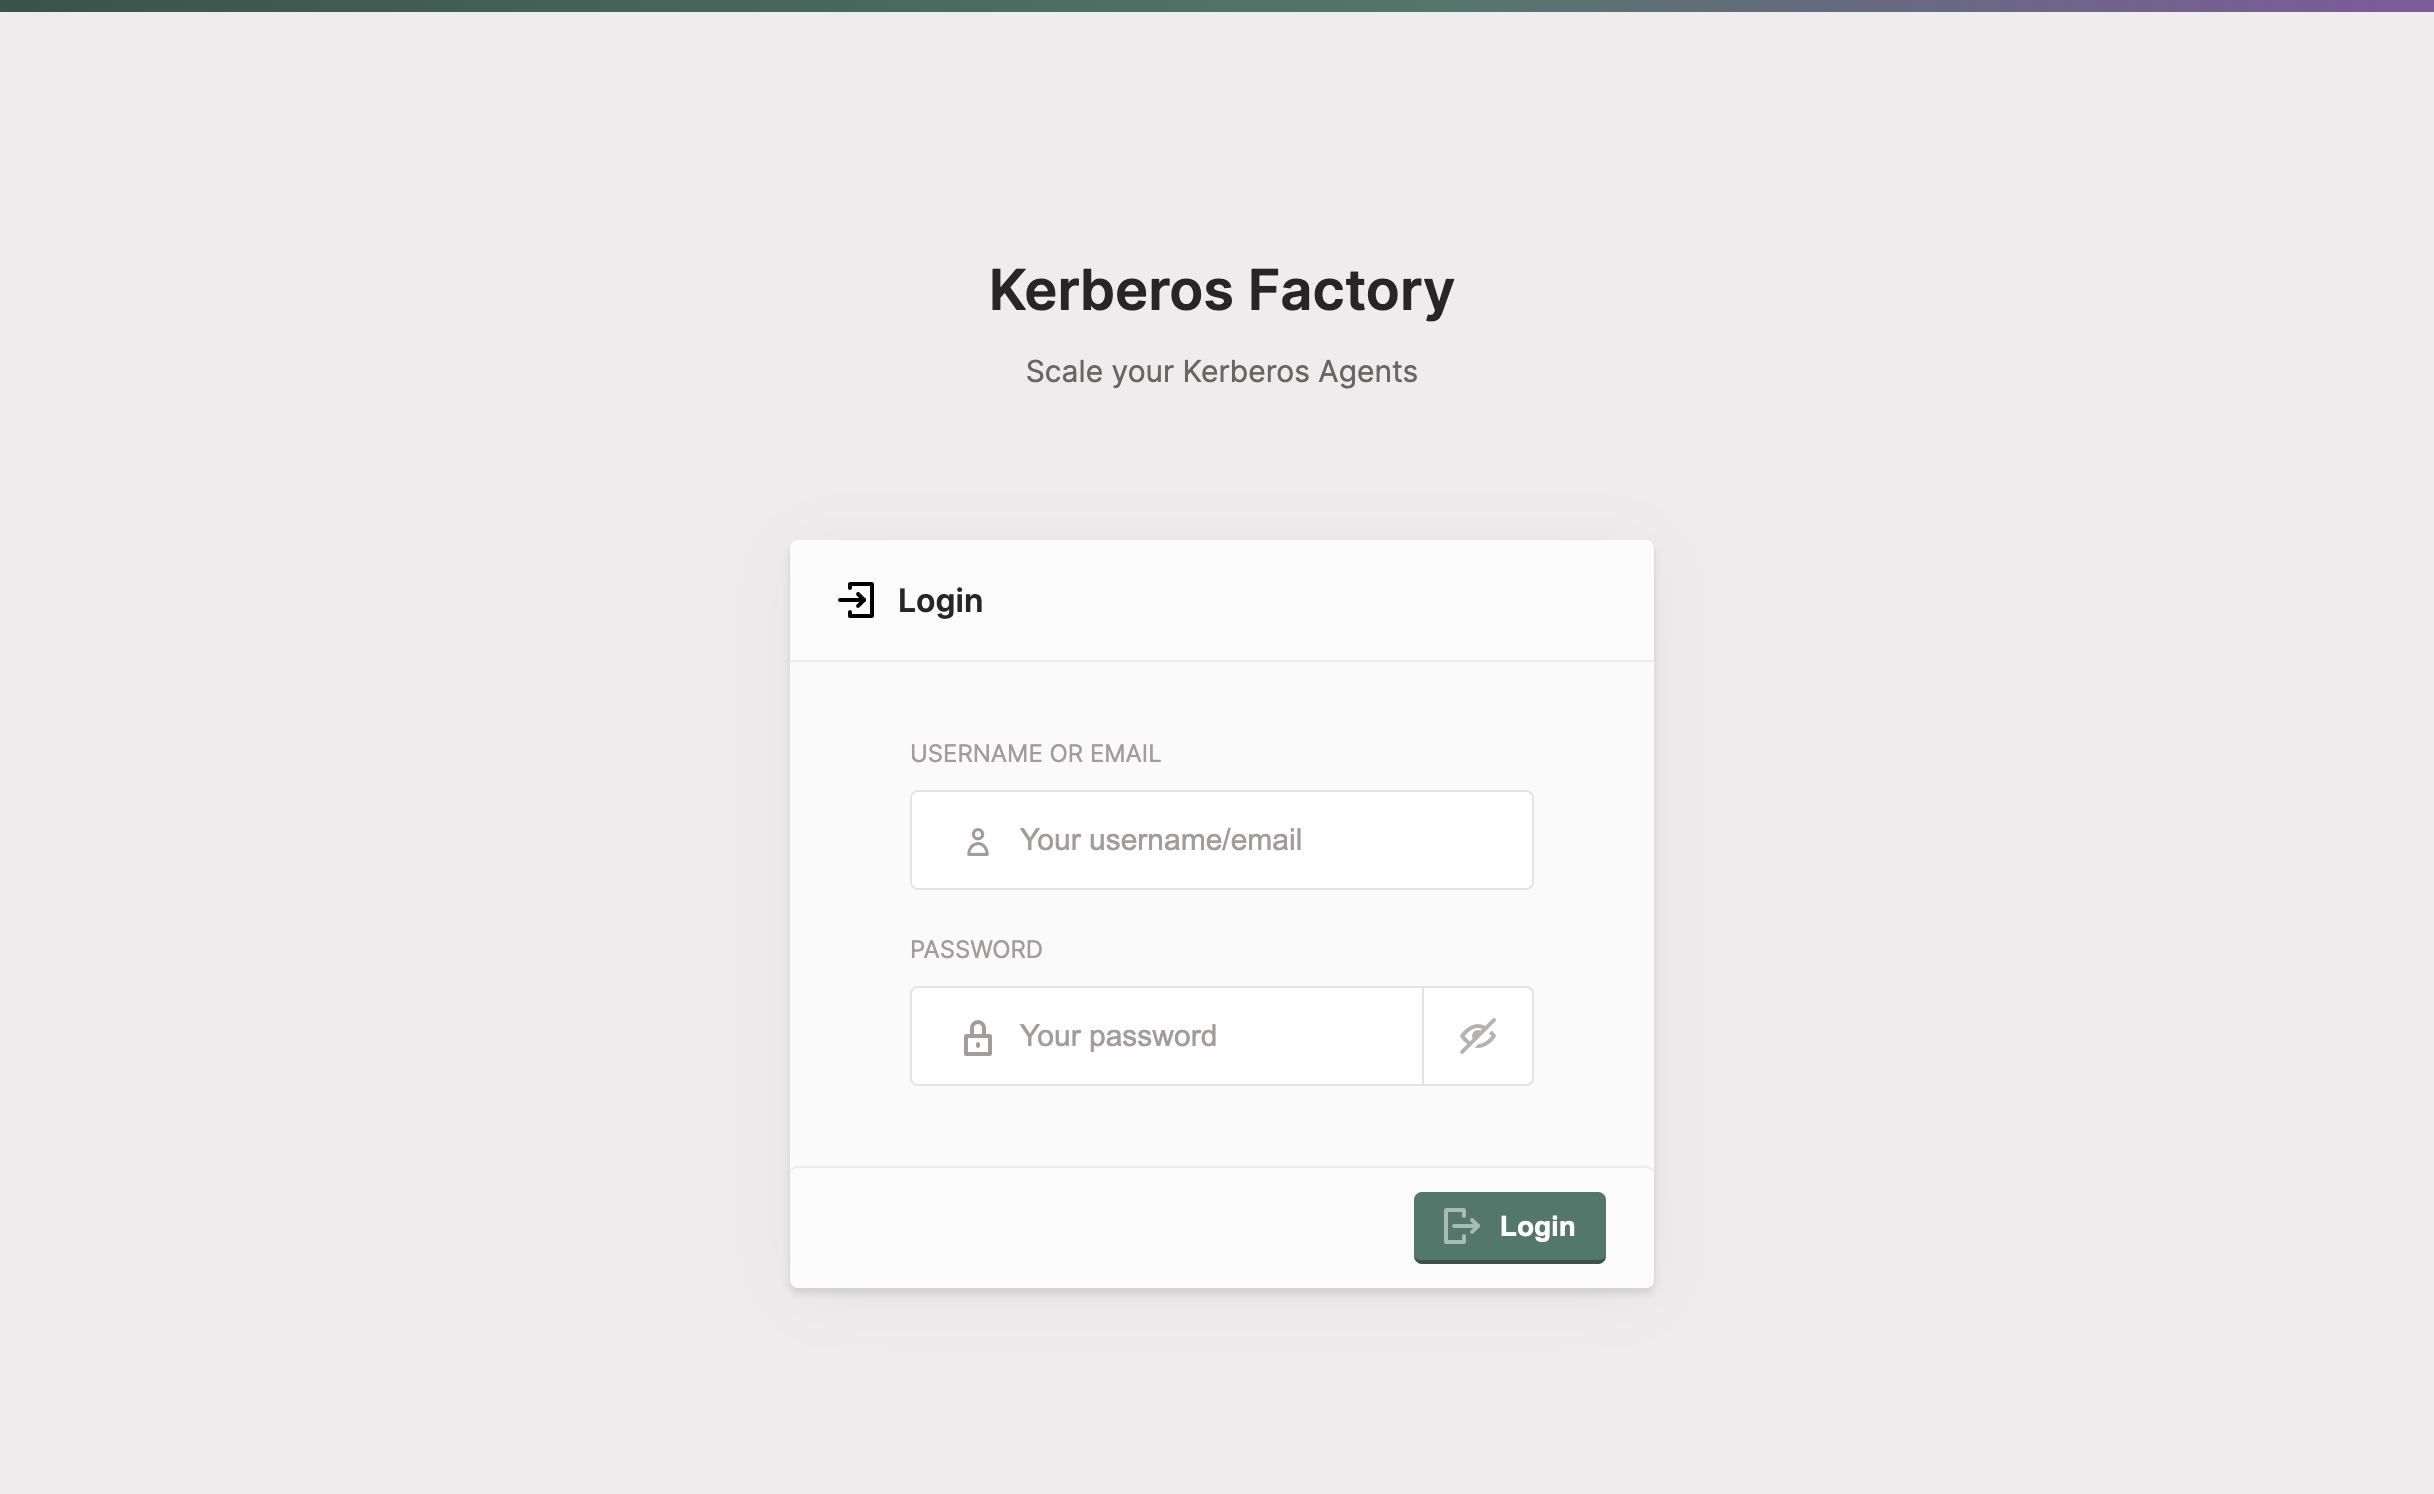 Kerberos Factory
Scale your Kerberos Agents
Login
USERNAME OR EMAIL
Your username/email
PASSWORD
Your password
Login